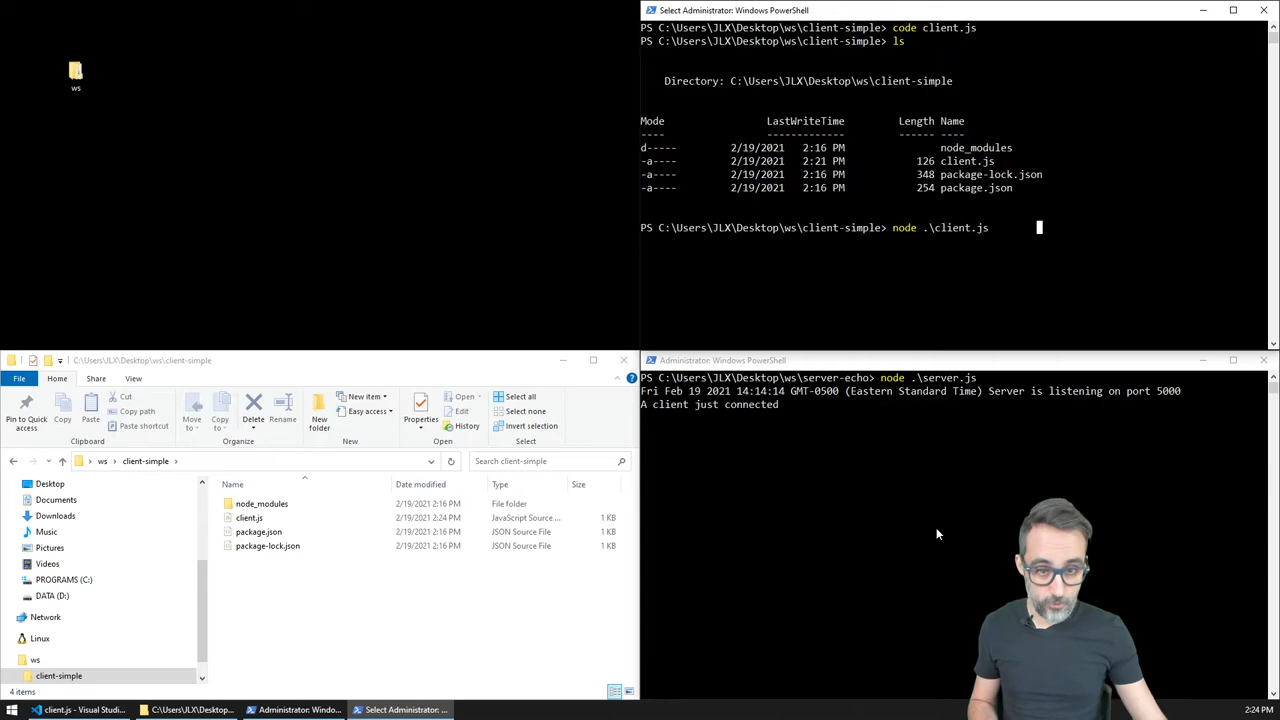 ws
Select Administrator: Windows PowerShell
PS C:\Users\JLX\Desktop\ws\client-simple> code client.js
PS C:\Users\JLX\Desktop\ws\client-simple> ls
Directory: C:\Users\JLX\Desktop\ws\client-simple
Mode LastWriteTime Length Name
---- ------------- ------ ----
d----- 2/19/2021 2:16 PM node_modules
-a---- 2/19/2021 2:21 PM 126 client.js
-a---- 2/19/2021 2:16 PM 348 package-lock.json
-a---- 2/19/2021 2:16 PM 254 package.json
PS C:\Users\JLX\Desktop\ws\client-simple> node .\client.js
C:\Users\JLX\Desktop\ws\client-simple
File Home Share View
Pin to Quick access
Copy
Paste
Cut
Copy path
Paste shortcut
Clipboard
Move to
Copy to
Delete
Rename
Organize
New folder
New item
Easy access
New
Properties
Open
Edit
History
Open
Select all
Select none
Invert selection
Select
ws client-simple
Search client-simple
Desktop
Documents
Downloads
Music
Pictures
Videos
PROGRAMS (C:)
DATA (D:)
Network
Linux
ws
client-simple
Name Date modified Type Size
node_modules 2/19/2021 2:16 PM File folder
client.js 2/19/2021 2:24 PM JavaScript Source ... 1 KB
package.json 2/19/2021 2:16 PM JSON Source File 1 KB
package-lock.json 2/19/2021 2:16 PM JSON Source File 1 KB
4 items
Administrator: Windows PowerShell
PS C:\Users\JLX\Desktop\ws\server-echo> node .\server.js
Fri Feb 19 2021 14:14:14 GMT-0500 (Eastern Standard Time) Server is listening on port 5000
A client just connected
client.js - Visual Studi...
C:\Users\JLX\Desktop...
Administrator: Windo...
Select Administrator: ...
2:24 PM